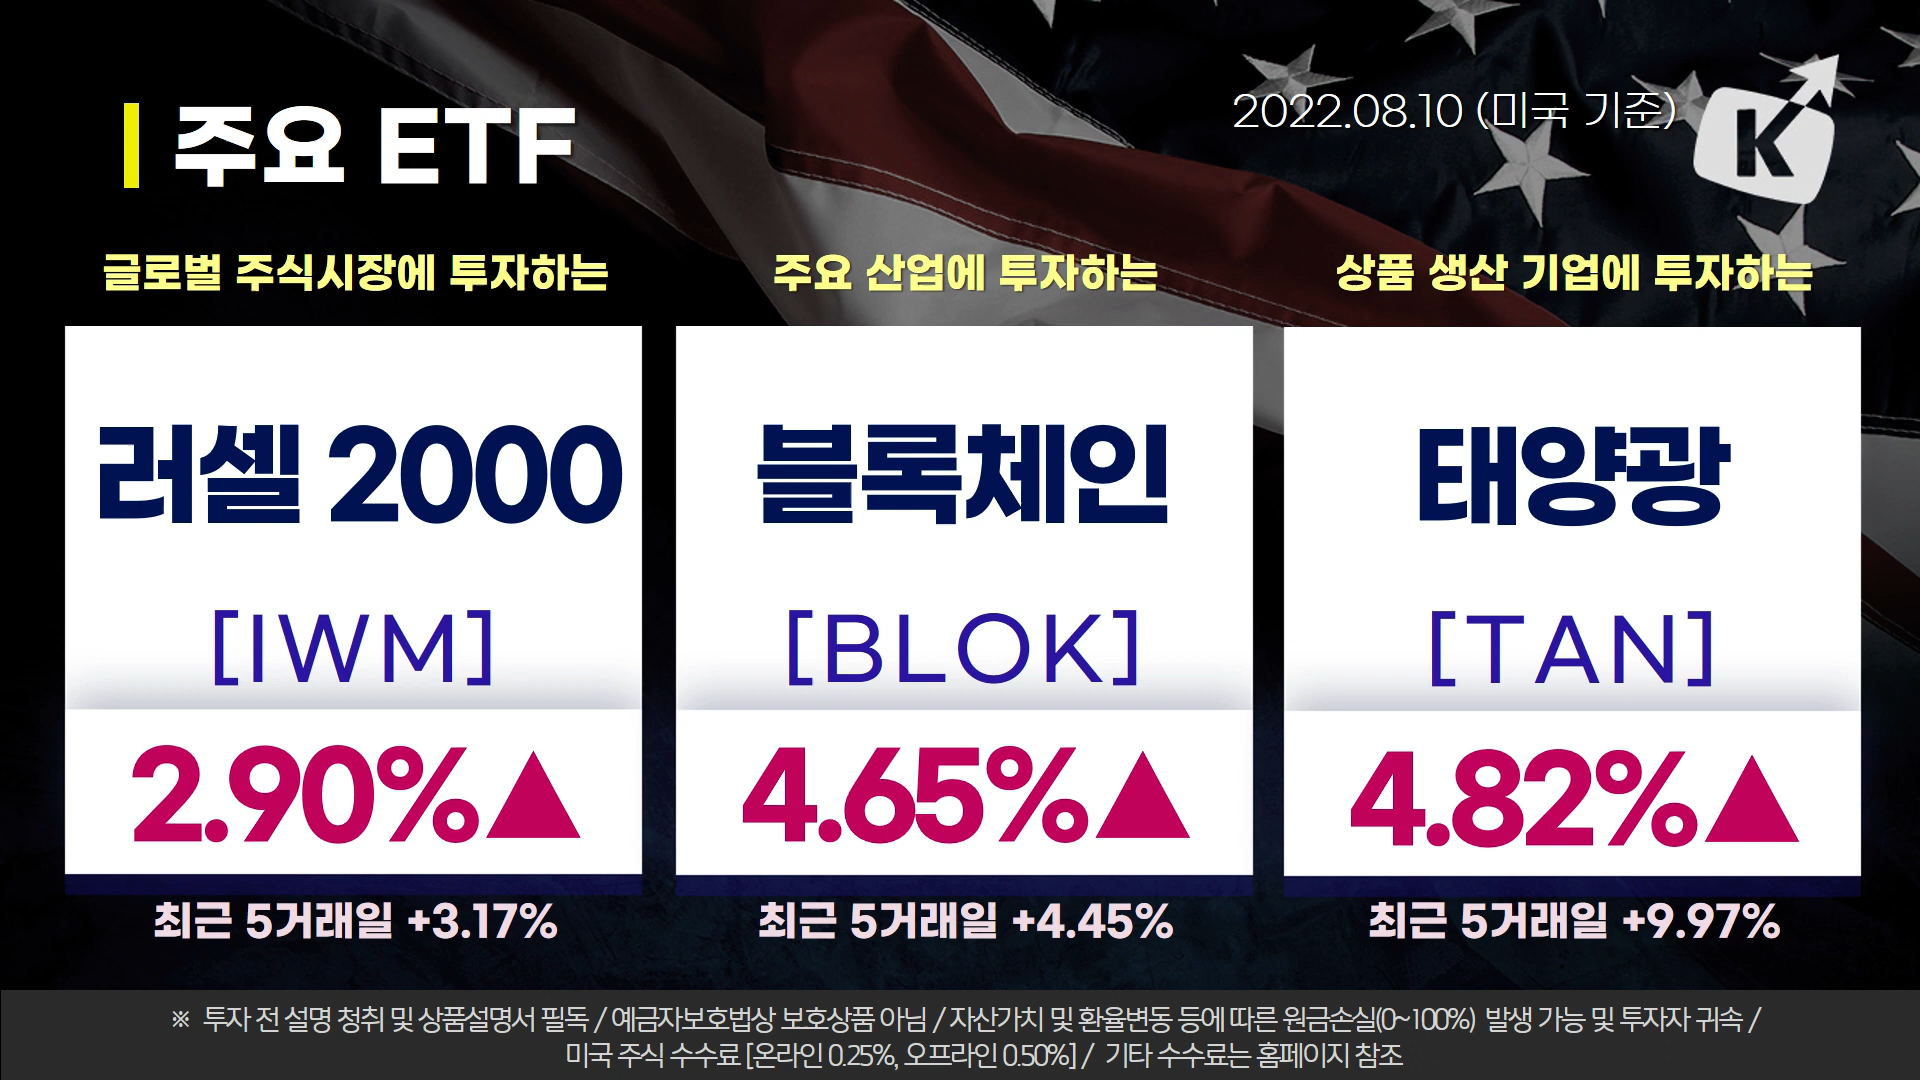 주요 ETF
2022.08.10 (미국 기준)
K
글로벌 주식시장에 투자하는
러셀 2000
[IWM]
2.90%▲
최근 5거래일 +3.17%
주요 산업에 투자하는
블록체인
[BLOK]
4.65%▲
최근 5거래일 +4.45%
상품 생산 기업에 투자하는
태양광
[TAN]
4.82%▲
최근 5거래일 +9.97%
※ 투자 전 설명 청취 및 상품설명서 필독 / 예금자보호법상 보호상품 아님 / 자산가치 및 환율변동 등에 따른 원금손실(0~100%) 발생 가능 및 투자자 귀속 /
미국 주식 수수료 [온라인 0.25%, 오프라인 0.50%] / 기타 수수료는 홈페이지 참조